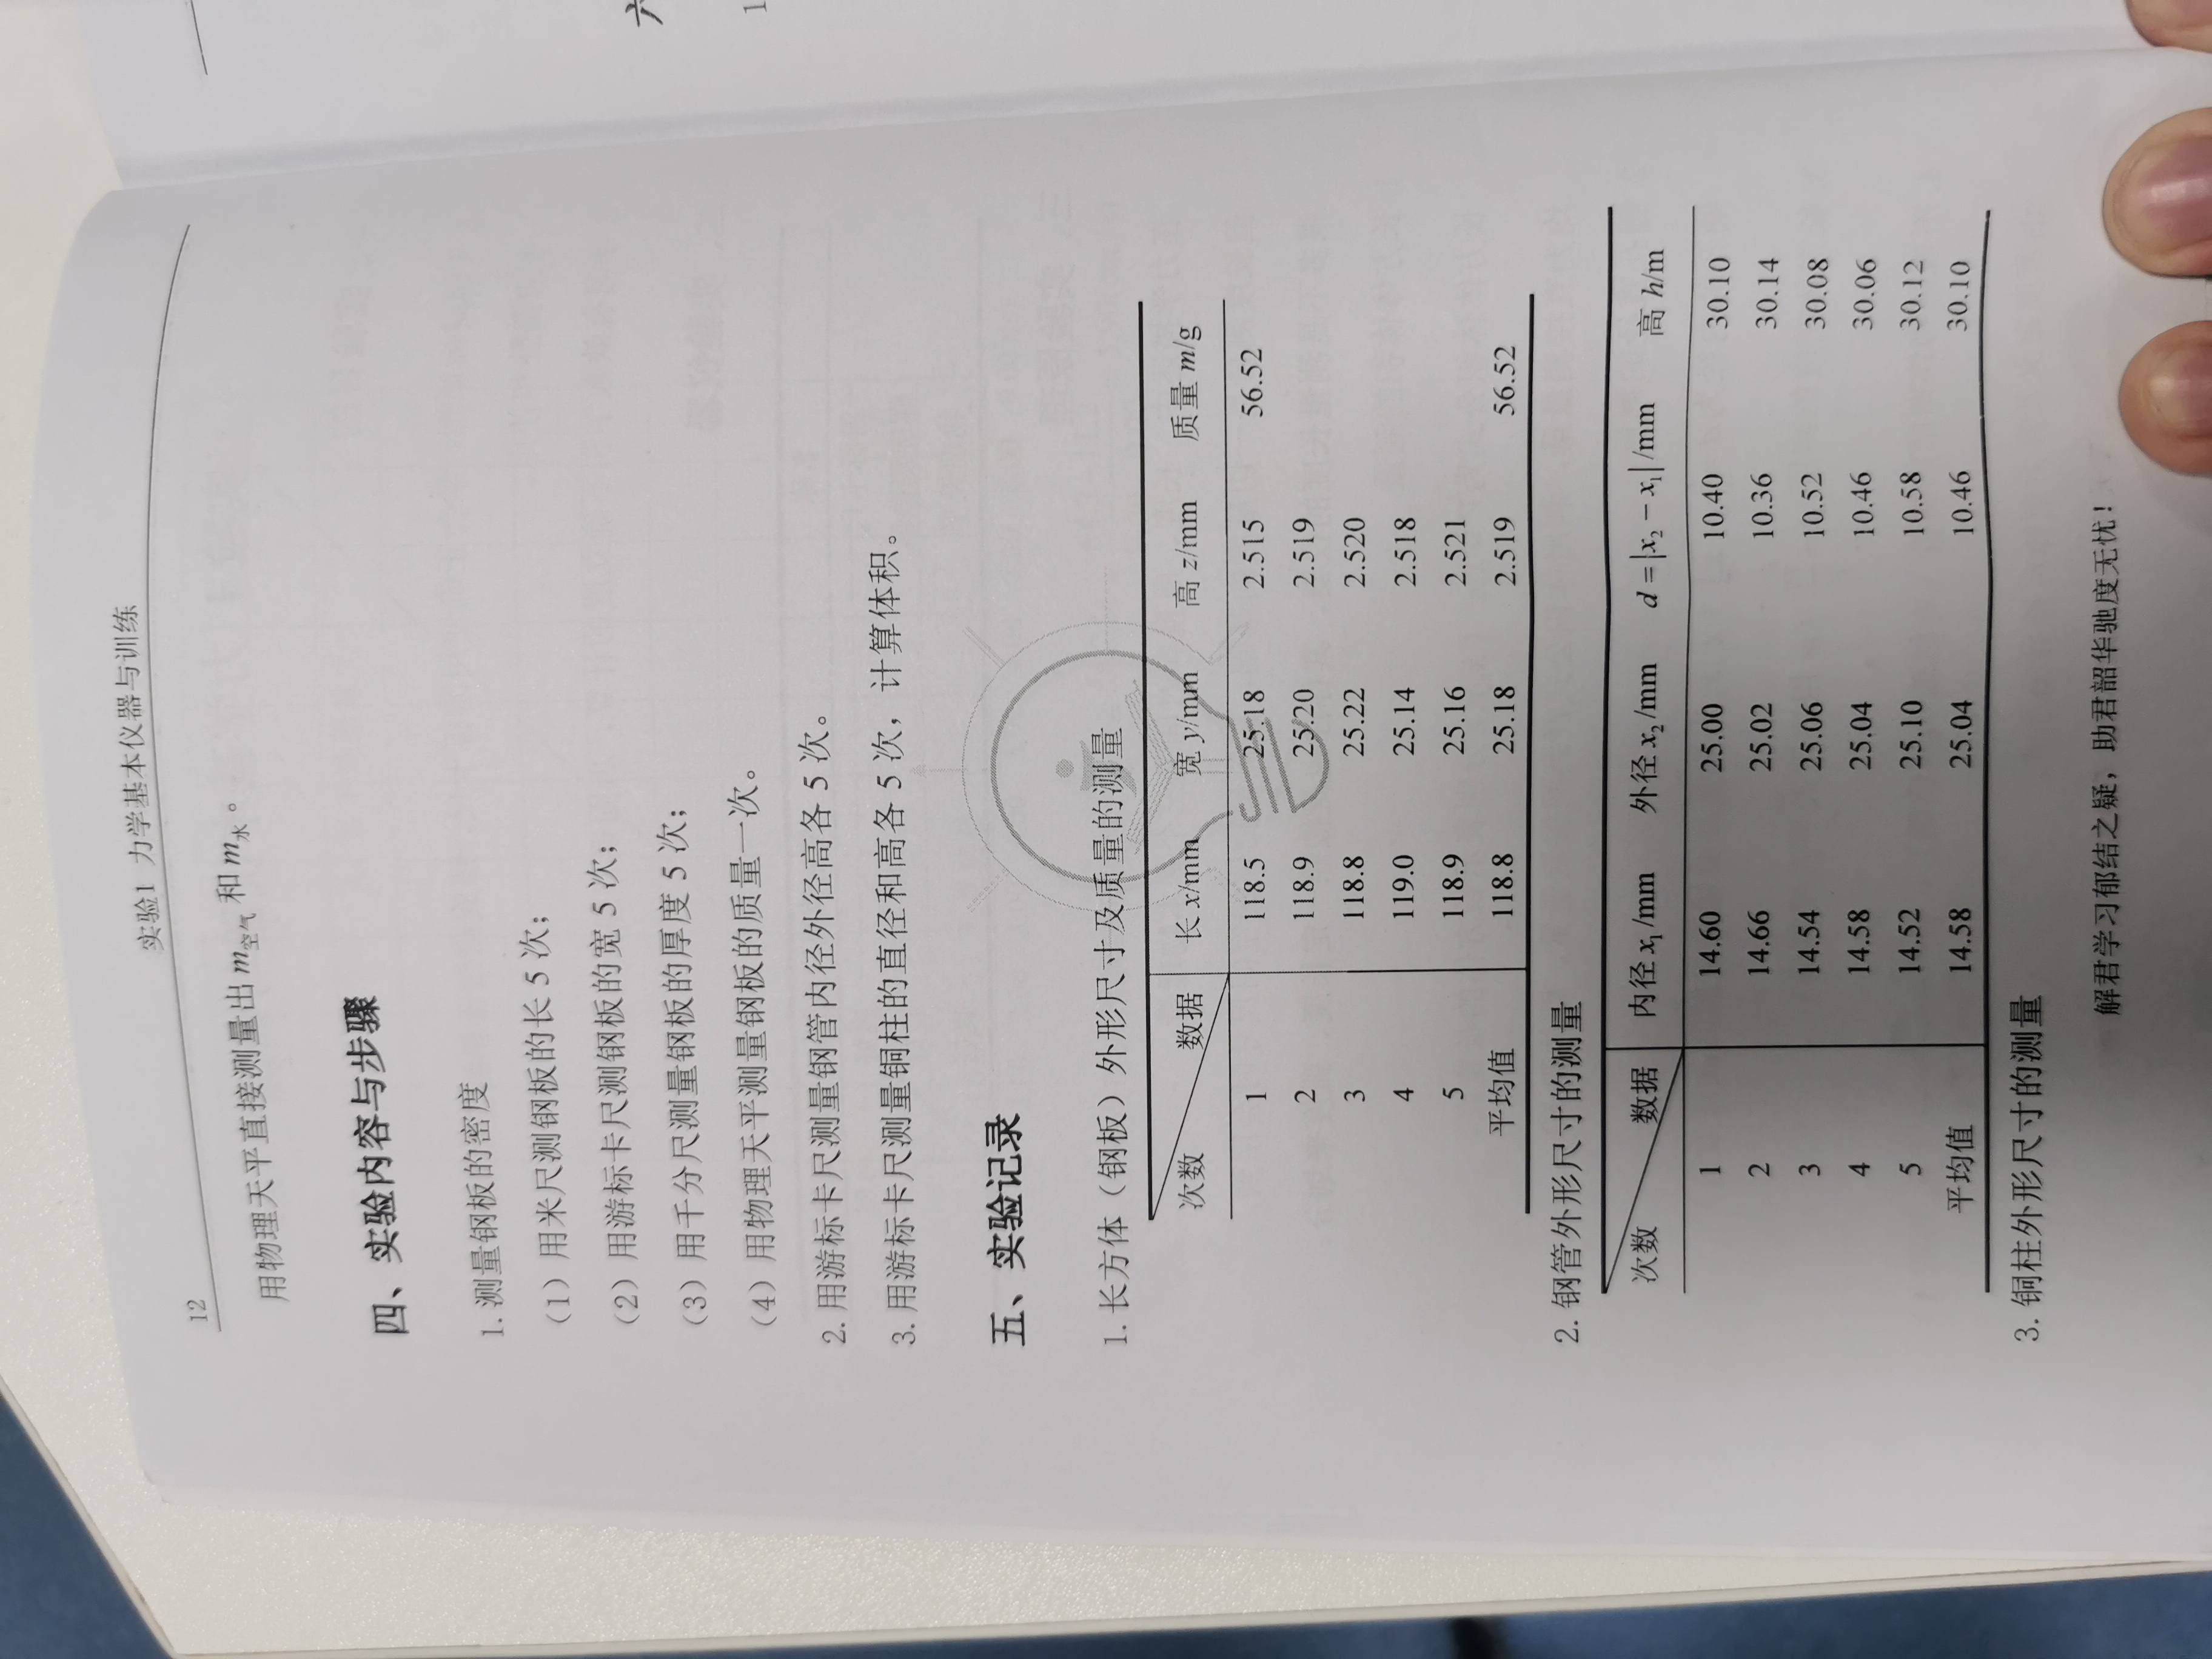 实验1 力学基本仪器与训练
12
用物理天平直接测量出 m空气 和 m水 。
四、实验内容与步骤
1. 测量钢板的密度
（1）用米尺测钢板的长 5 次；
（2）用游标卡尺测钢板的宽 5 次；
（3）用千分尺测量钢板的厚度 5 次；
（4）用物理天平测量钢板的质量一次。
2. 用游标卡尺测量钢管内径外径高各 5 次。
3. 用游标卡尺测量铜柱的直径和高各 5 次，计算体积。
五、实验记录
1. 长方体（钢板）外形尺寸及质量的测量
次数 数据 长 x/mm 宽 y/mm 高 z/mm 质量 m/g
1 118.5 25.18 2.515 56.52
2 118.9 25.20 2.519
3 118.8 25.22 2.520
4 119.0 25.14 2.518
5 118.9 25.16 2.521
平均值 118.8 25.18 2.519 56.52
2. 钢管外形尺寸的测量
次数 数据 内径 x₁ /mm 外径 x₂ /mm d = |x₂ − x₁| /mm 高 h/m
1 14.60 25.00 10.40 30.10
2 14.66 25.02 10.36 30.14
3 14.54 25.06 10.52 30.08
4 14.58 25.04 10.46 30.06
5 14.52 25.10 10.58 30.12
平均值 14.58 25.04 10.46 30.10
3. 铜柱外形尺寸的测量
解君学习郁结之疑，助君韶华驰度无忧！
六
1